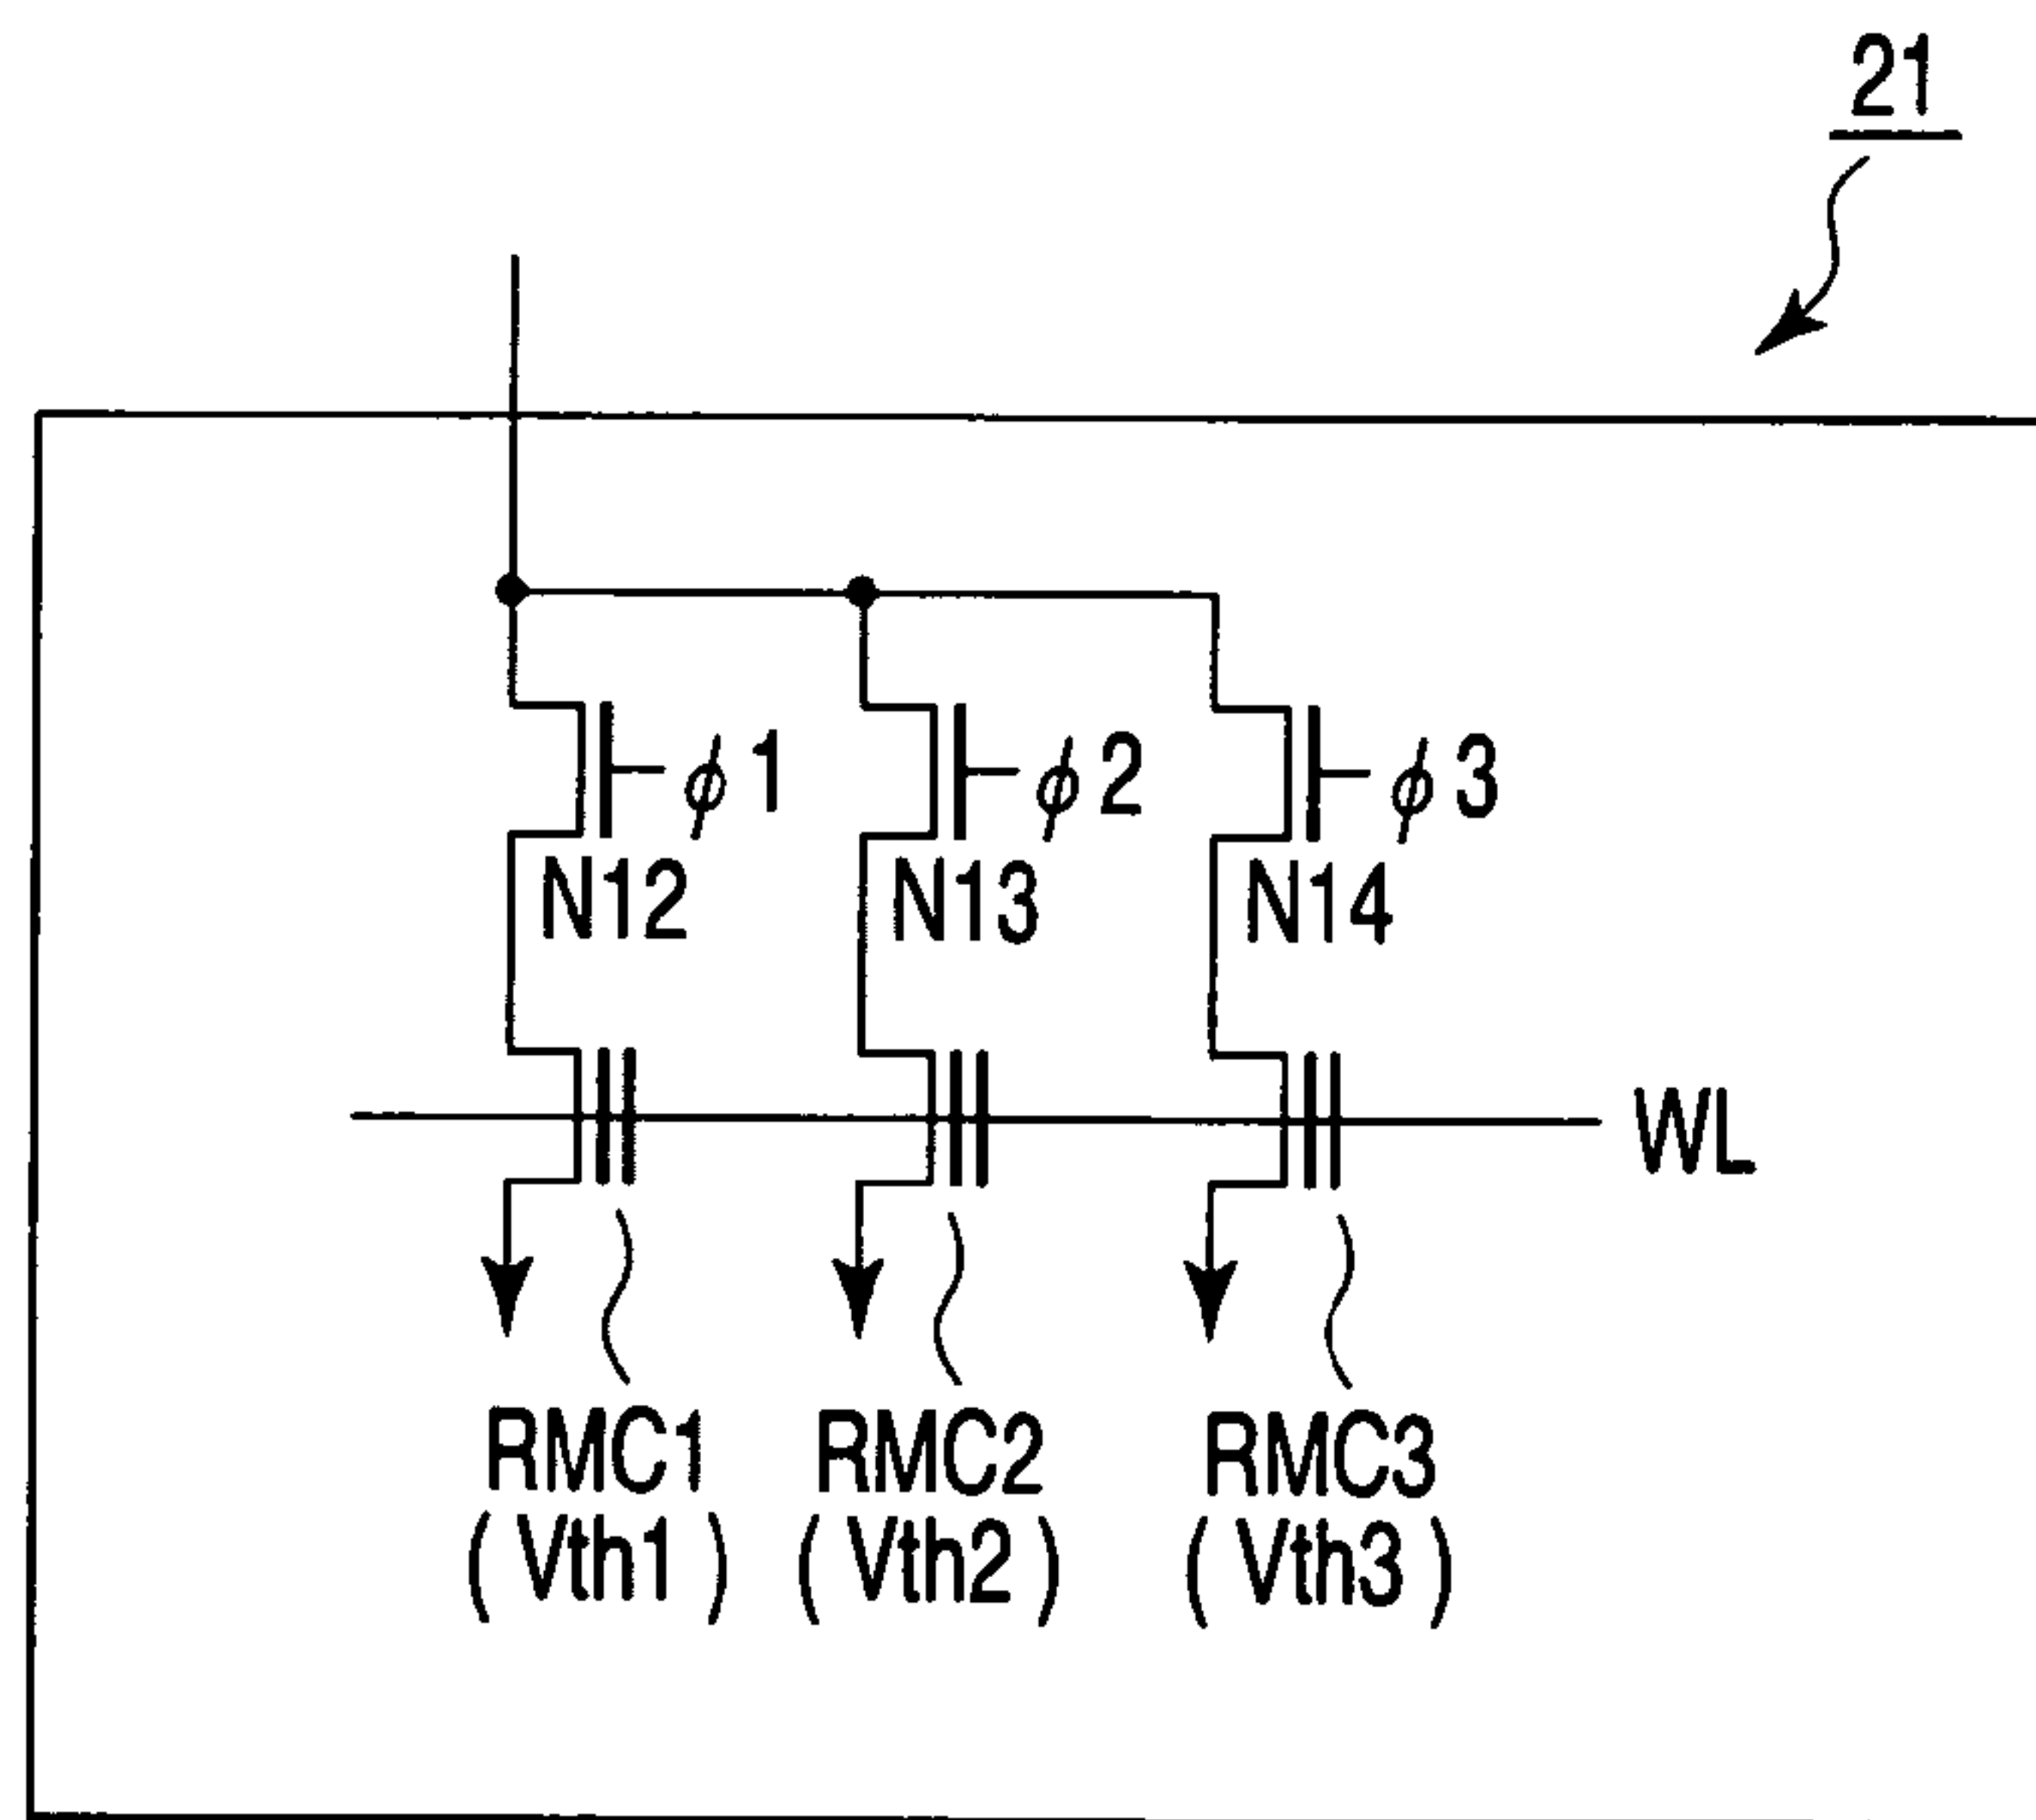 21
ϕ1
ϕ2
ϕ3
N12
N13
N14
WL
RMC1
(Vth1)
RMC2
(Vth2)
RMC3
(Vth3)